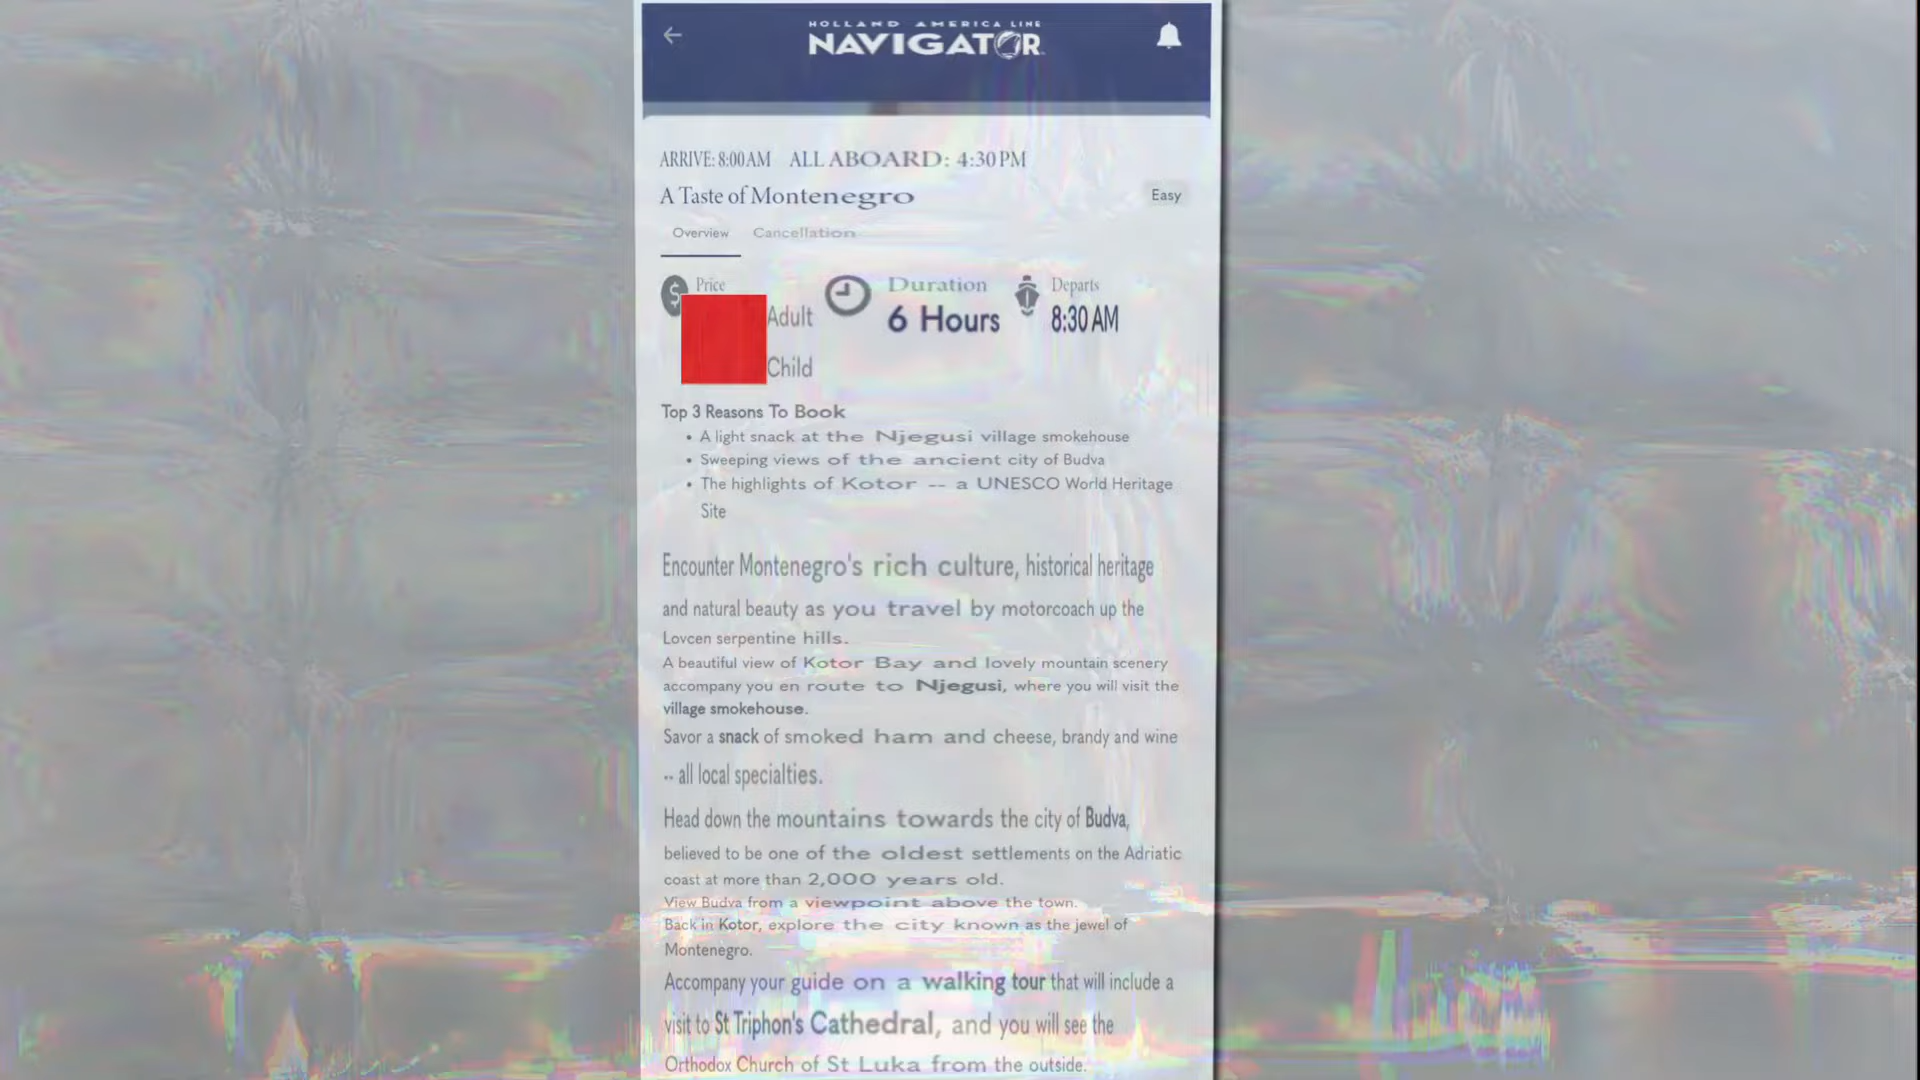 HOLLAND AMERICA LINE
NAVIGATOR
ARRIVE: 8:00 AM ALL ABOARD: 4:30 PM
A Taste of Montenegro
Easy
Overview Cancellation
Price
Adult
Child
Duration
6 Hours
Departs
8:30 AM
Top 3 Reasons To Book
• A light snack at the Njegusi village smokehouse
• Sweeping views of the ancient city of Budva
• The highlights of Kotor -- a UNESCO World Heritage
Site
Encounter Montenegro's rich culture, historical heritage
and natural beauty as you travel by motorcoach up the
Lovcen serpentine hills.
A beautiful view of Kotor Bay and lovely mountain scenery
accompany you en route to Njegusi, where you will visit the
village smokehouse.
Savor a snack of smoked ham and cheese, brandy and wine
-- all local specialties.
Head down the mountains towards the city of Budva,
believed to be one of the oldest settlements on the Adriatic
coast at more than 2,000 years old.
View Budva from a viewpoint above the town.
Back in Kotor, explore the city known as the jewel of
Montenegro.
Accompany your guide on a walking tour that will include a
visit to St Triphon's Cathedral, and you will see the
Orthodox Church of St Luka from the outside.